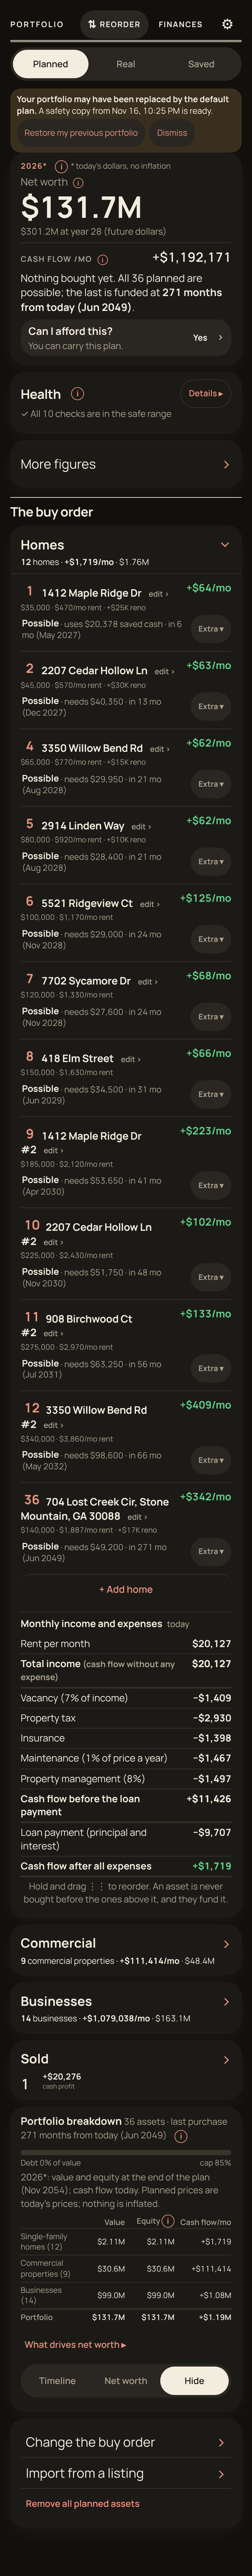 PORTFOLIO ⇅ REORDER FINANCES
Planned Real Saved
Your portfolio may have been replaced by the default
plan. A safety copy from Nov 16, 10:25 PM is ready.
Restore my previous portfolio Dismiss
2026* * today's dollars, no inflation
Net worth
$131.7M
$301.2M at year 28 (future dollars)
CASH FLOW /MO +$1,192,171
Nothing bought yet. All 36 planned are
possible; the last is funded at 271 months
from today (Jun 2049).
Can I afford this?
You can carry this plan.
Yes ›
Health Details ▸
✓ All 10 checks are in the safe range
More figures
The buy order
Homes
12 homes · +$1,719/mo · $1.76M
1 1412 Maple Ridge Dr edit › +$64/mo
$35,000 · $470/mo rent · +$25K reno
Possible · uses $20,378 saved cash · in 6
mo (May 2027)
Extra ▾
2 2207 Cedar Hollow Ln edit › +$63/mo
$45,000 · $570/mo rent · +$30K reno
Possible · needs $40,350 · in 13 mo
(Dec 2027)
Extra ▾
4 3350 Willow Bend Rd edit › +$62/mo
$65,000 · $770/mo rent · +$15K reno
Possible · needs $29,950 · in 21 mo
(Aug 2028)
Extra ▾
5 2914 Linden Way edit › +$62/mo
$80,000 · $920/mo rent · +$10K reno
Possible · needs $28,400 · in 21 mo
(Aug 2028)
Extra ▾
6 5521 Ridgeview Ct edit › +$125/mo
$100,000 · $1,170/mo rent
Possible · needs $29,000 · in 24 mo
(Nov 2028)
Extra ▾
7 7702 Sycamore Dr edit › +$68/mo
$120,000 · $1,330/mo rent
Possible · needs $27,600 · in 24 mo
(Nov 2028)
Extra ▾
8 418 Elm Street edit › +$66/mo
$150,000 · $1,630/mo rent
Possible · needs $34,500 · in 31 mo
(Jun 2029)
Extra ▾
9 1412 Maple Ridge Dr +$223/mo
#2 edit ›
$185,000 · $2,120/mo rent
Possible · needs $53,650 · in 41 mo
(Apr 2030)
Extra ▾
10 2207 Cedar Hollow Ln +$102/mo
#2 edit ›
$225,000 · $2,430/mo rent
Possible · needs $51,750 · in 48 mo
(Nov 2030)
Extra ▾
11 908 Birchwood Ct +$133/mo
#2 edit ›
$275,000 · $2,970/mo rent
Possible · needs $63,250 · in 56 mo
(Jul 2031)
Extra ▾
12 3350 Willow Bend Rd +$409/mo
#2 edit ›
$340,000 · $3,860/mo rent
Possible · needs $98,600 · in 66 mo
(May 2032)
Extra ▾
36 704 Lost Creek Cir, Stone +$342/mo
Mountain, GA 30088 edit ›
$140,000 · $1,887/mo rent · +$17K reno
Possible · needs $49,200 · in 271 mo
(Jun 2049)
Extra ▾
+ Add home
Monthly income and expenses today
Rent per month $20,127
Total income (cash flow without any $20,127
expense)
Vacancy (7% of income) −$1,409
Property tax −$2,930
Insurance −$1,398
Maintenance (1% of price a year) −$1,467
Property management (8%) −$1,497
Cash flow before the loan +$11,426
payment
Loan payment (principal and −$9,707
interest)
Cash flow after all expenses +$1,719
Hold and drag ⋮⋮ to reorder. An asset is never
bought before the ones above it, and they fund it.
Commercial
9 commercial properties · +$111,414/mo · $48.4M
Businesses
14 businesses · +$1,079,038/mo · $163.1M
Sold
1 +$20,276
cash profit
Portfolio breakdown 36 assets · last purchase
271 months from today (Jun 2049)
Debt 0% of value cap 85%
2026*: value and equity at the end of the plan
(Nov 2054); cash flow today. Planned prices are
today's prices; nothing is inflated.
Value Equity Cash flow/mo
Single-family
homes (12) $2.11M $2.11M +$1,719
Commercial
properties (9) $30.6M $30.6M +$111,414
Businesses
(14) $99.0M $99.0M +$1.08M
Portfolio $131.7M $131.7M +$1.19M
What drives net worth ▸
Timeline Net worth Hide
Change the buy order
Import from a listing
Remove all planned assets